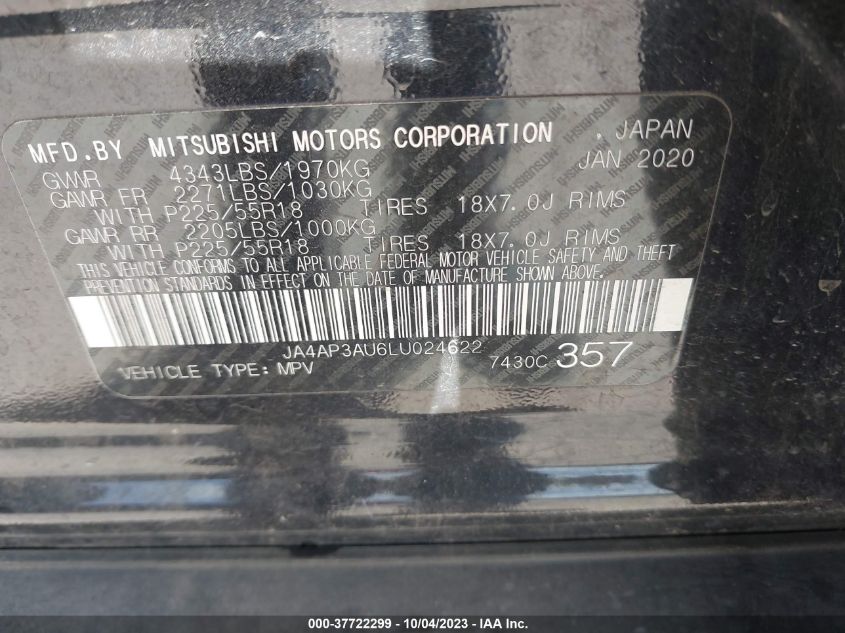 MFD.BY MITSUBISHI MOTORS CORPORATION , JAPAN
GVWR 4343LBS/1970KG JAN 2020
GAWR FR 2271LBS/1030KG
WITH P225/55R18 TIRES 18X7.0J RIMS
GAWR RR 2205LBS/1000KG
WITH P225/55R18 TIRES 18X7.0J RIMS
THIS VEHICLE CONFORMS TO ALL APPLICABLE FEDERAL MOTOR VEHICLE SAFETY AND THEFT
PREVENTION STANDARDS IN EFFECT ON THE DATE OF MANUFACTURE SHOWN ABOVE.
JA4AP3AU6LU024622
VEHICLE TYPE: MPV 7430C 357
000-37722299 - 10/04/2023 - www.iaai.com